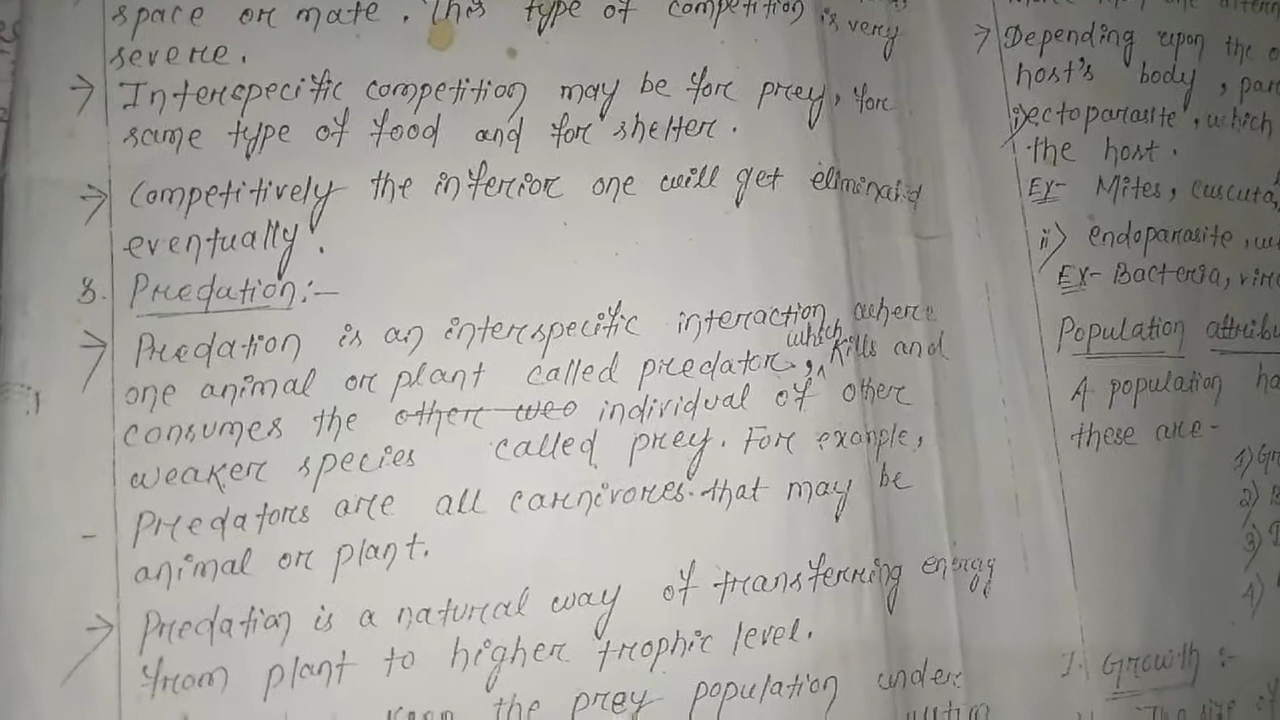 space or mate. This type of competition is very
severe.
→ Interspecific competition may be for prey, for
same type of food and for shelter.
→ Competitively the inferior one will get eliminated
eventually.
3. Predation:-
→ Predation is an interspecific interaction where
one animal or plant called predator, which kills and
consumes the individual of other
weaker species called prey. For example,
- Predators are all carnivores that may be
animal or plant.
→ Predation is a natural way of transferring energy
from plant to higher trophic level.
the prey population under
→ Depending upon the
host's body,
i) ectoparasite, which
the host.
Ex- Mites, cuscuta,
ii) endoparasite,
Ex- Bacteria,
Population
A population
these are-
1)
2)
3)
4)
1. Growth :-